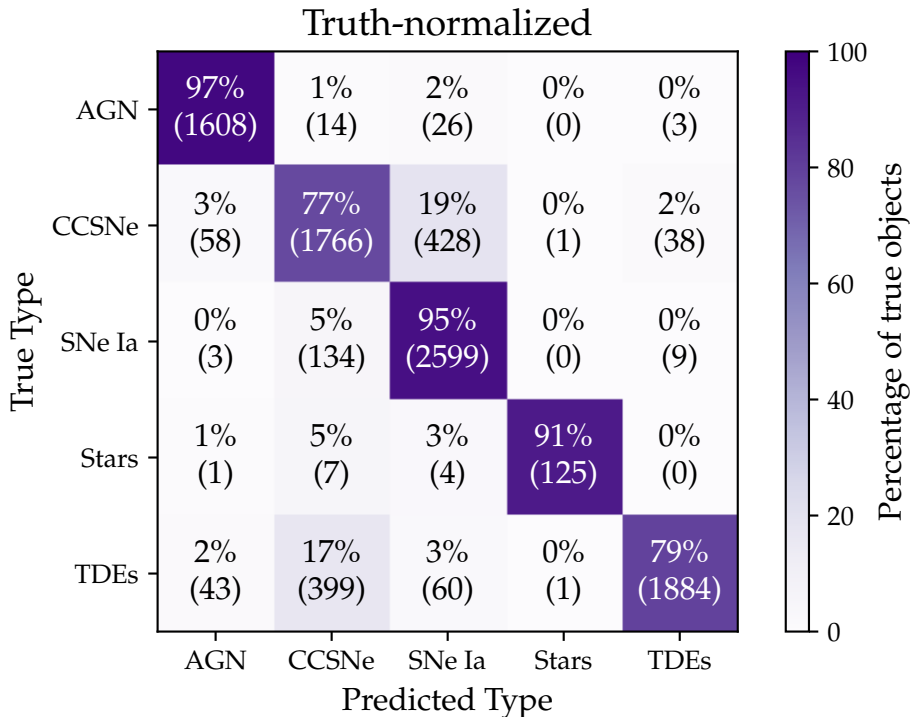 Truth-normalized
AGN
97% 1% 2% 0% 0%
(1608) (14) (26) (0) (3)
CCSNe
3% 77% 19% 0% 2%
(58) (1766) (428) (1) (38)
SNe Ia
0% 5% 95% 0% 0%
(3) (134) (2599) (0) (9)
Stars
1% 5% 3% 91% 0%
(1) (7) (4) (125) (0)
TDEs
2% 17% 3% 0% 79%
(43) (399) (60) (1) (1884)
AGN CCSNe SNe Ia Stars TDEs
Predicted Type
True Type
100
80
60
40
20
0
Percentage of true objects